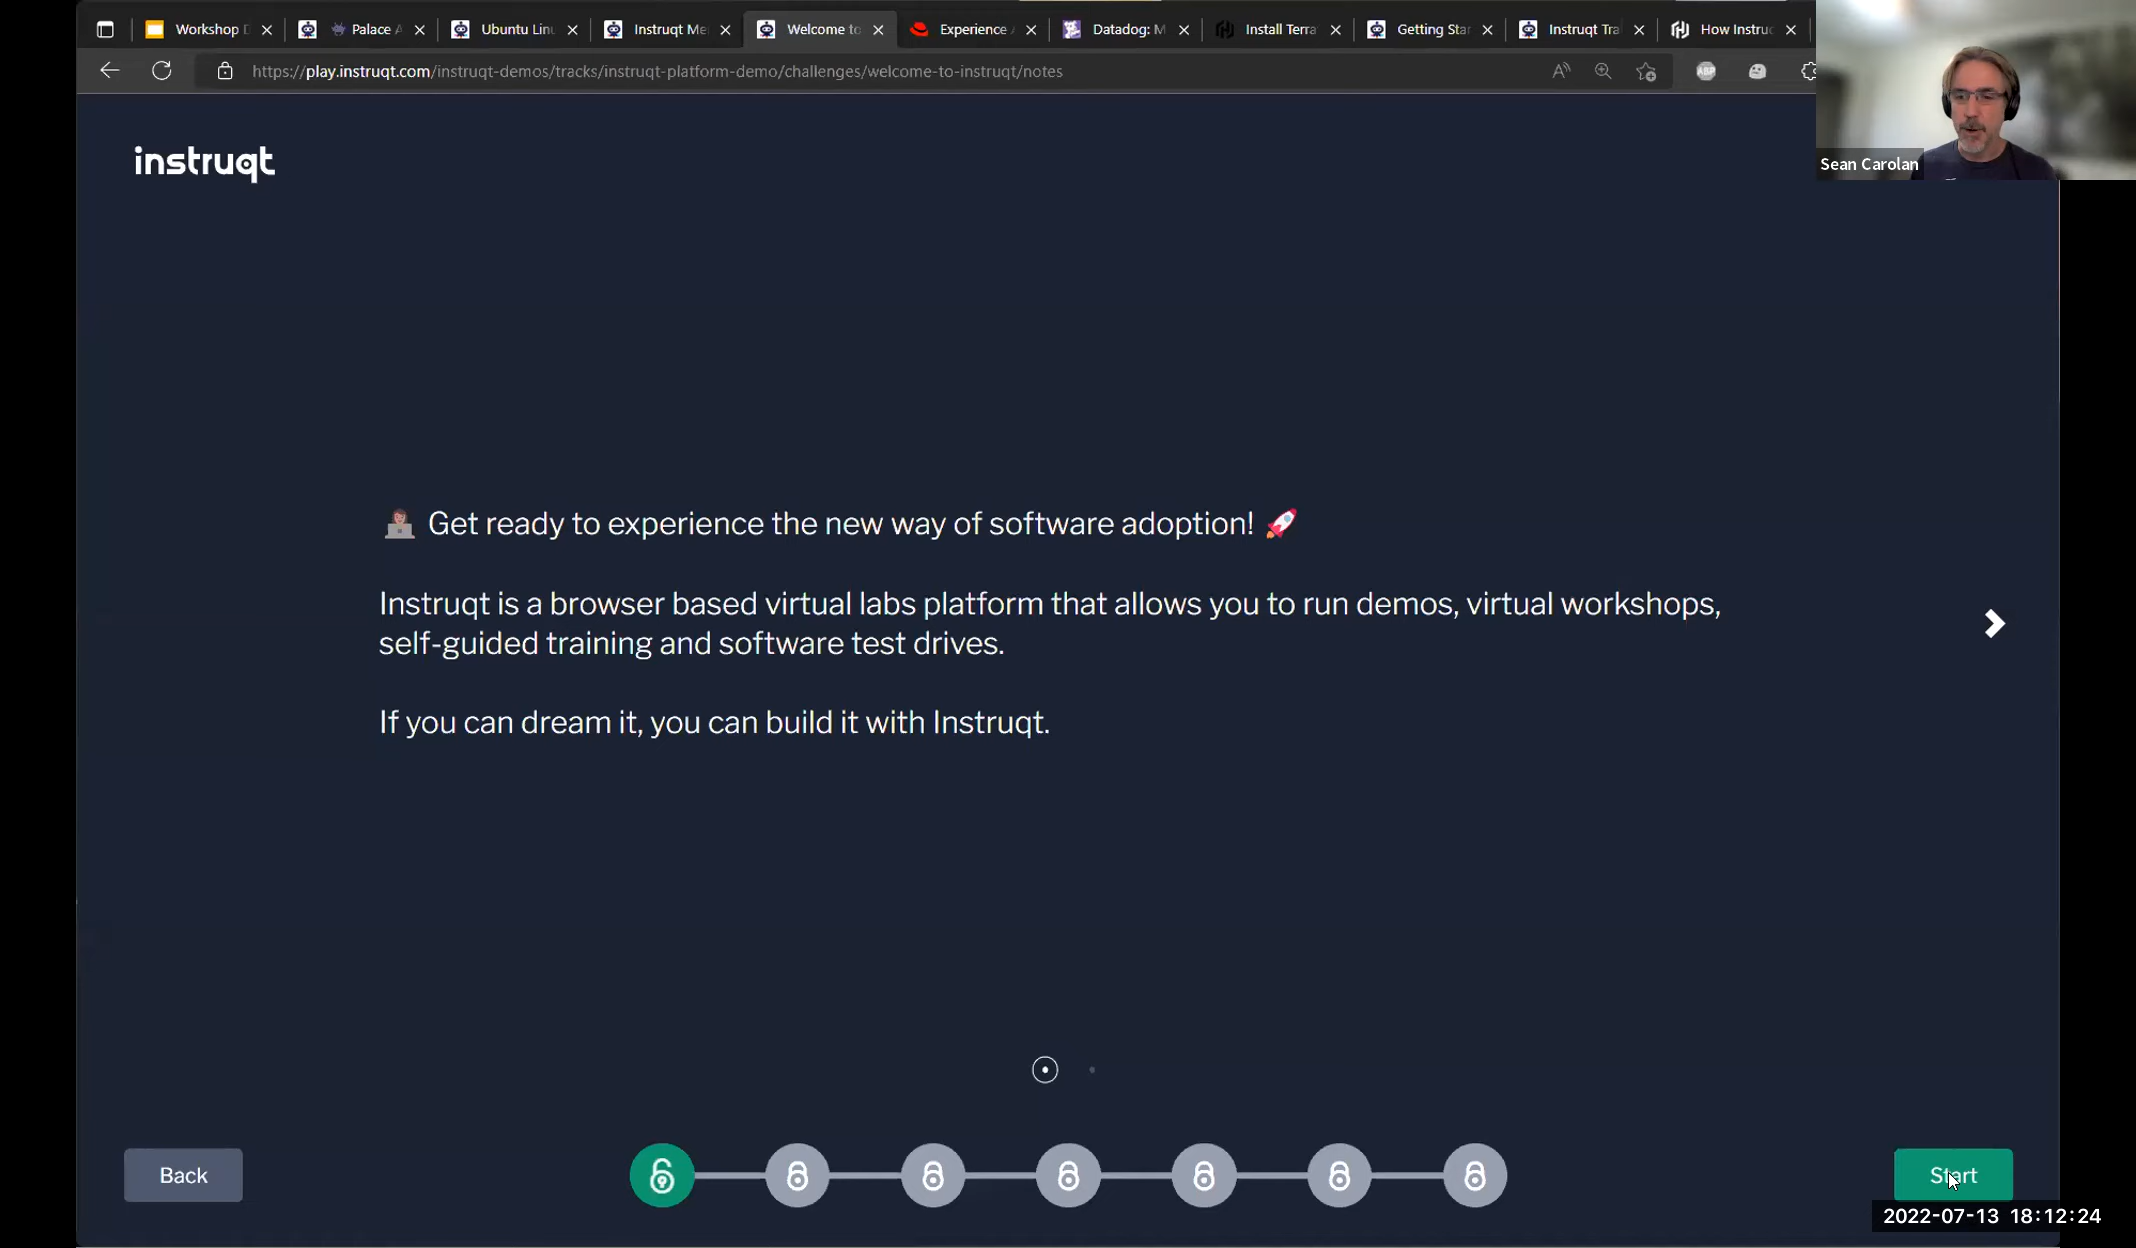 Workshop D
Palace A
Ubuntu Linu
Instruqt Me
Welcome to
Experience A
Datadog: M
Install Terra
Getting Star
Instruqt Tra
How Instruc
https://play.instruqt.com/instruqt-demos/tracks/instruqt-platform-demo/challenges/welcome-to-instruqt/notes
ABP
Sean Carolan
instruqt
Get ready to experience the new way of software adoption!
Instruqt is a browser based virtual labs platform that allows you to run demos, virtual workshops,
self-guided training and software test drives.
If you can dream it, you can build it with Instruqt.
Back
Start
2022-07-13 18:12:24